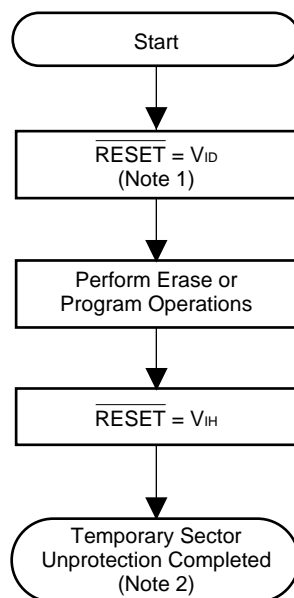 Start
RESET = VID
(Note 1)
Perform Erase or
Program Operations
RESET = VIH
Temporary Sector
Unprotection Completed
(Note 2)